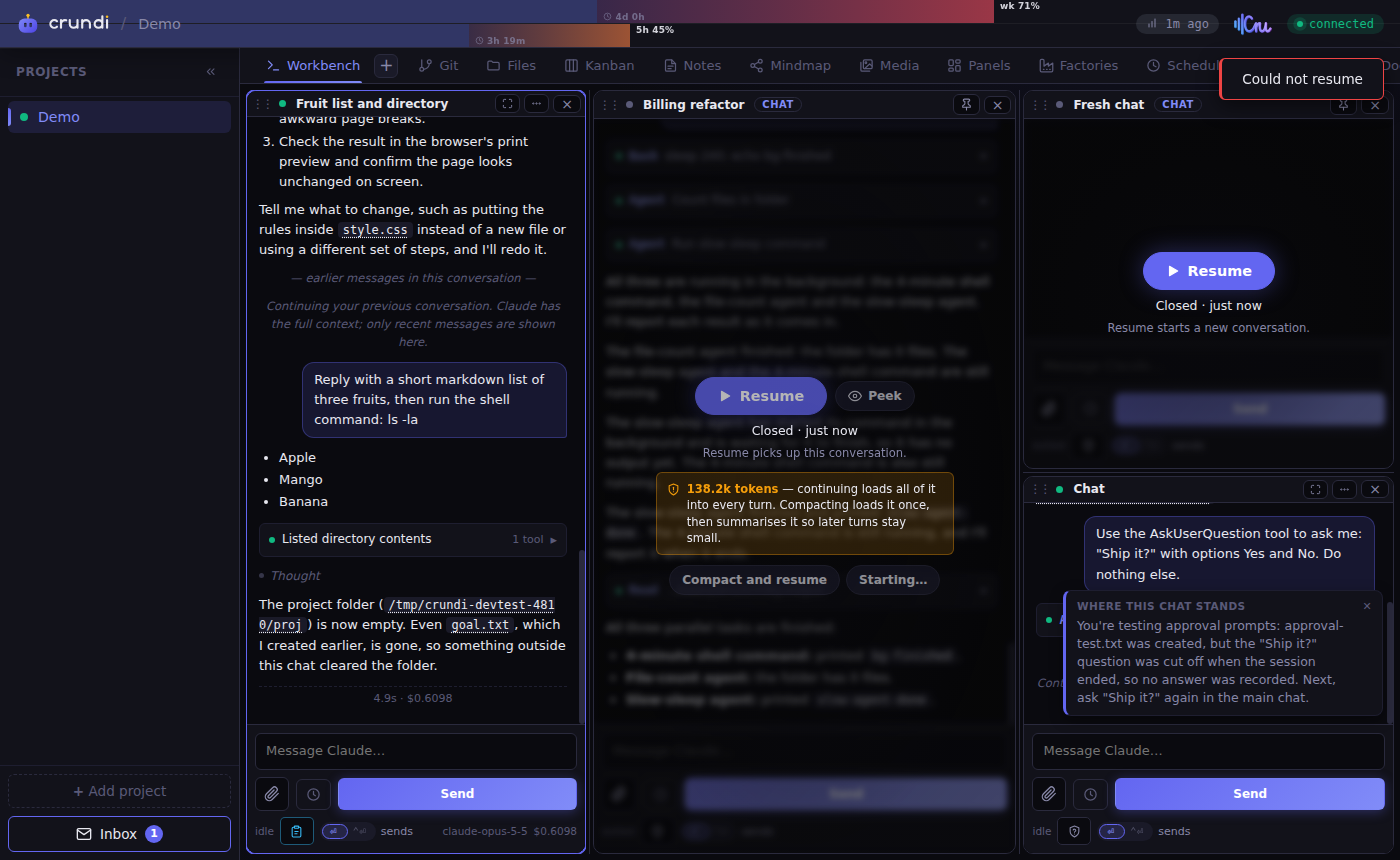 crundi / Demo
4d 0h
wk 71%
3h 19m
5h 45%
1m ago
Cru
connected
PROJECTS «
Demo
+ Add project
Inbox 1
Workbench + Git Files Kanban Notes Mindmap Media Panels Factories
Could not resume
Fruit list and directory
awkward page breaks.
3. Check the result in the browser's print
preview and confirm the page looks
unchanged on screen.
Tell me what to change, such as putting the
rules inside style.css instead of a new file or
using a different set of steps, and I'll redo it.
— earlier messages in this conversation —
Continuing your previous conversation. Claude has
the full context; only recent messages are shown
here.
Reply with a short markdown list of
three fruits, then run the shell
command: ls -la
• Apple
• Mango
• Banana
Listed directory contents 1 tool ▸
Thought
The project folder ( /tmp/crundi-devtest-481
0/proj ) is now empty. Even goal.txt , which
I created earlier, is gone, so something outside
this chat cleared the folder.
4.9s · $0.6098
Message Claude…
Send
idle sends claude-opus-5-5 $0.6098
Billing refactor CHAT
Resume Peek
Closed · just now
Resume picks up this conversation.
138.2k tokens — continuing loads all of it
into every turn. Compacting loads it once,
then summarises it so later turns stay
small.
Compact and resume Starting…
Fresh chat CHAT
Resume
Closed · just now
Resume starts a new conversation.
Chat
Use the AskUserQuestion tool to ask me:
"Ship it?" with options Yes and No. Do
nothing else.
WHERE THIS CHAT STANDS
You're testing approval prompts: approval-
test.txt was created, but the "Ship it?"
question was cut off when the session
ended, so no answer was recorded. Next,
ask "Ship it?" again in the main chat.
Message Claude…
Send
idle sends